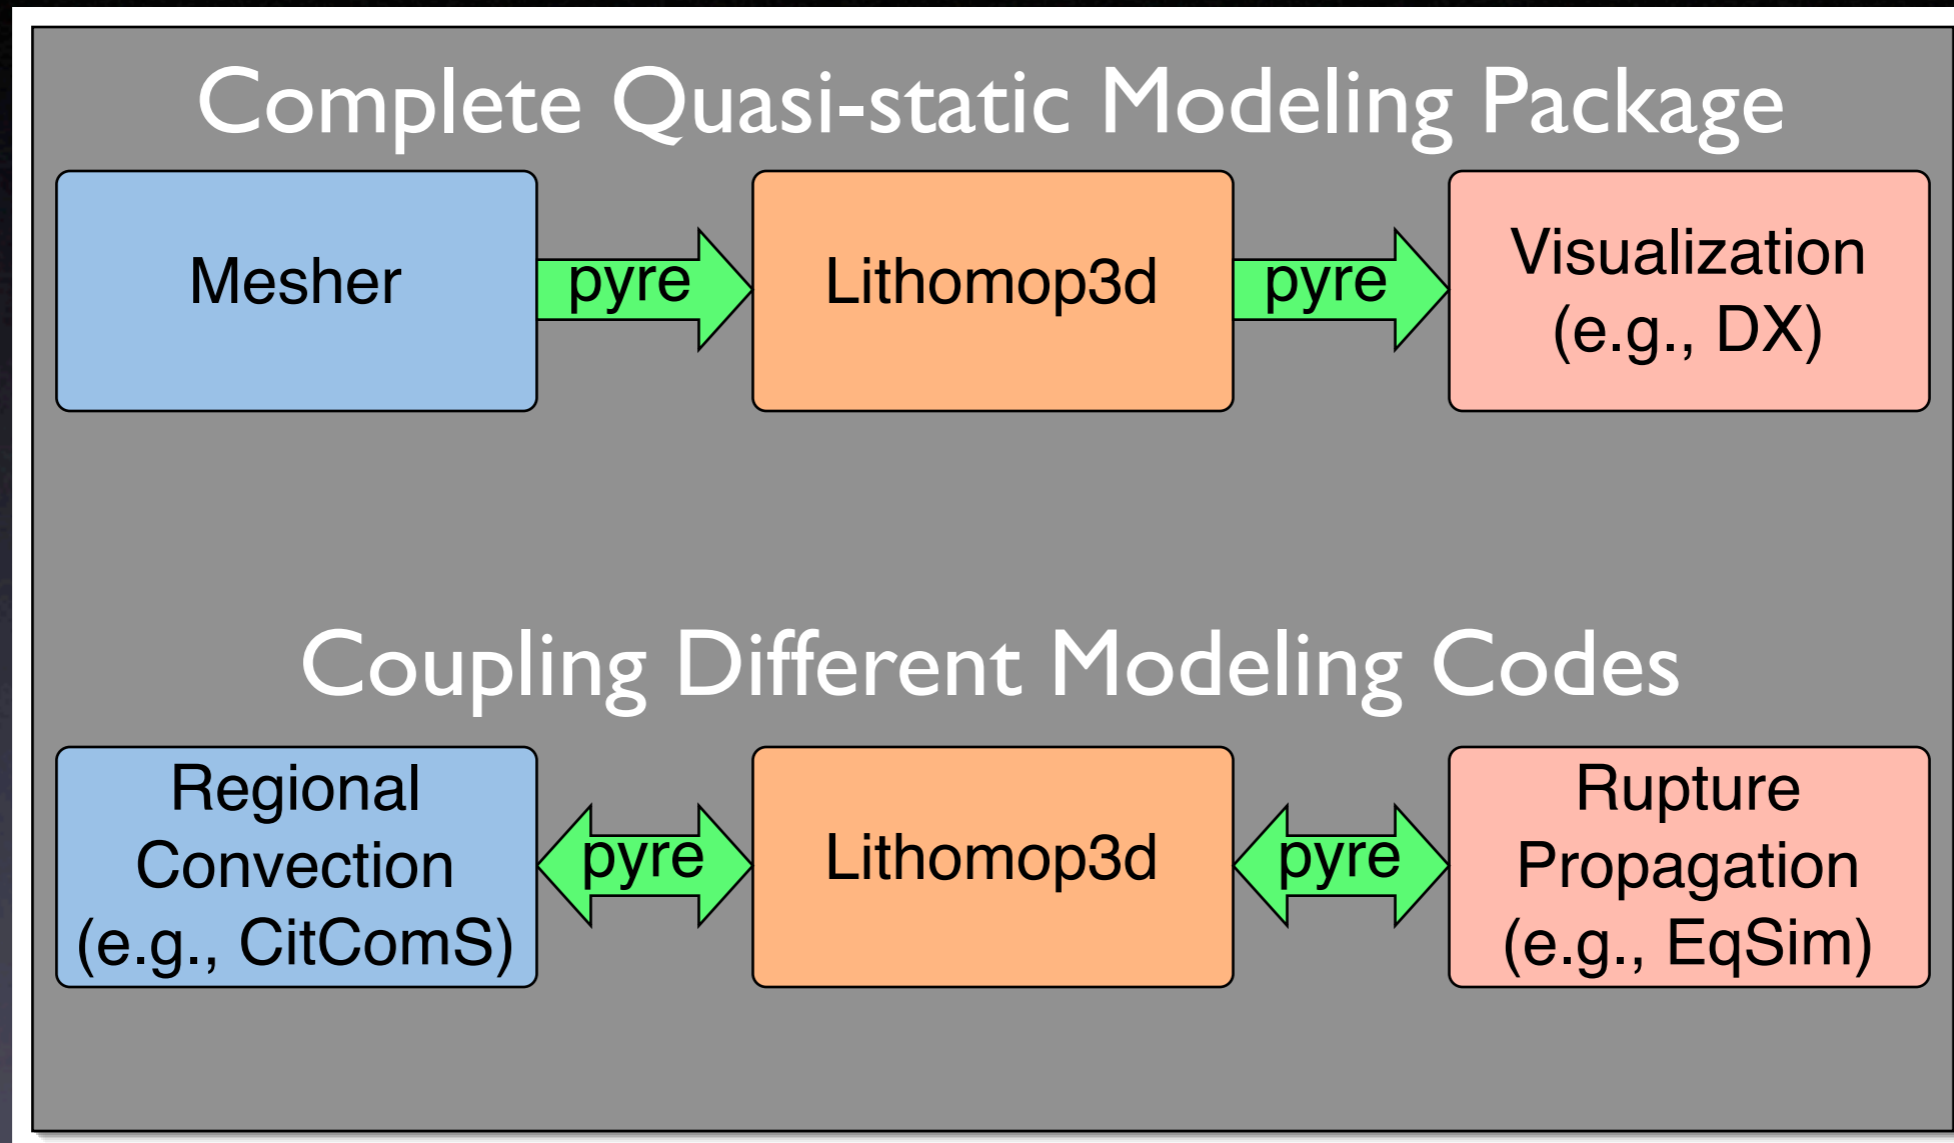 Complete Quasi-static Modeling Package
Mesher
pyre
Lithomop3d
pyre
Visualization
(e.g., DX)
Coupling Different Modeling Codes
Regional
Convection
(e.g., CitComS)
pyre
Lithomop3d
pyre
Rupture
Propagation
(e.g., EqSim)